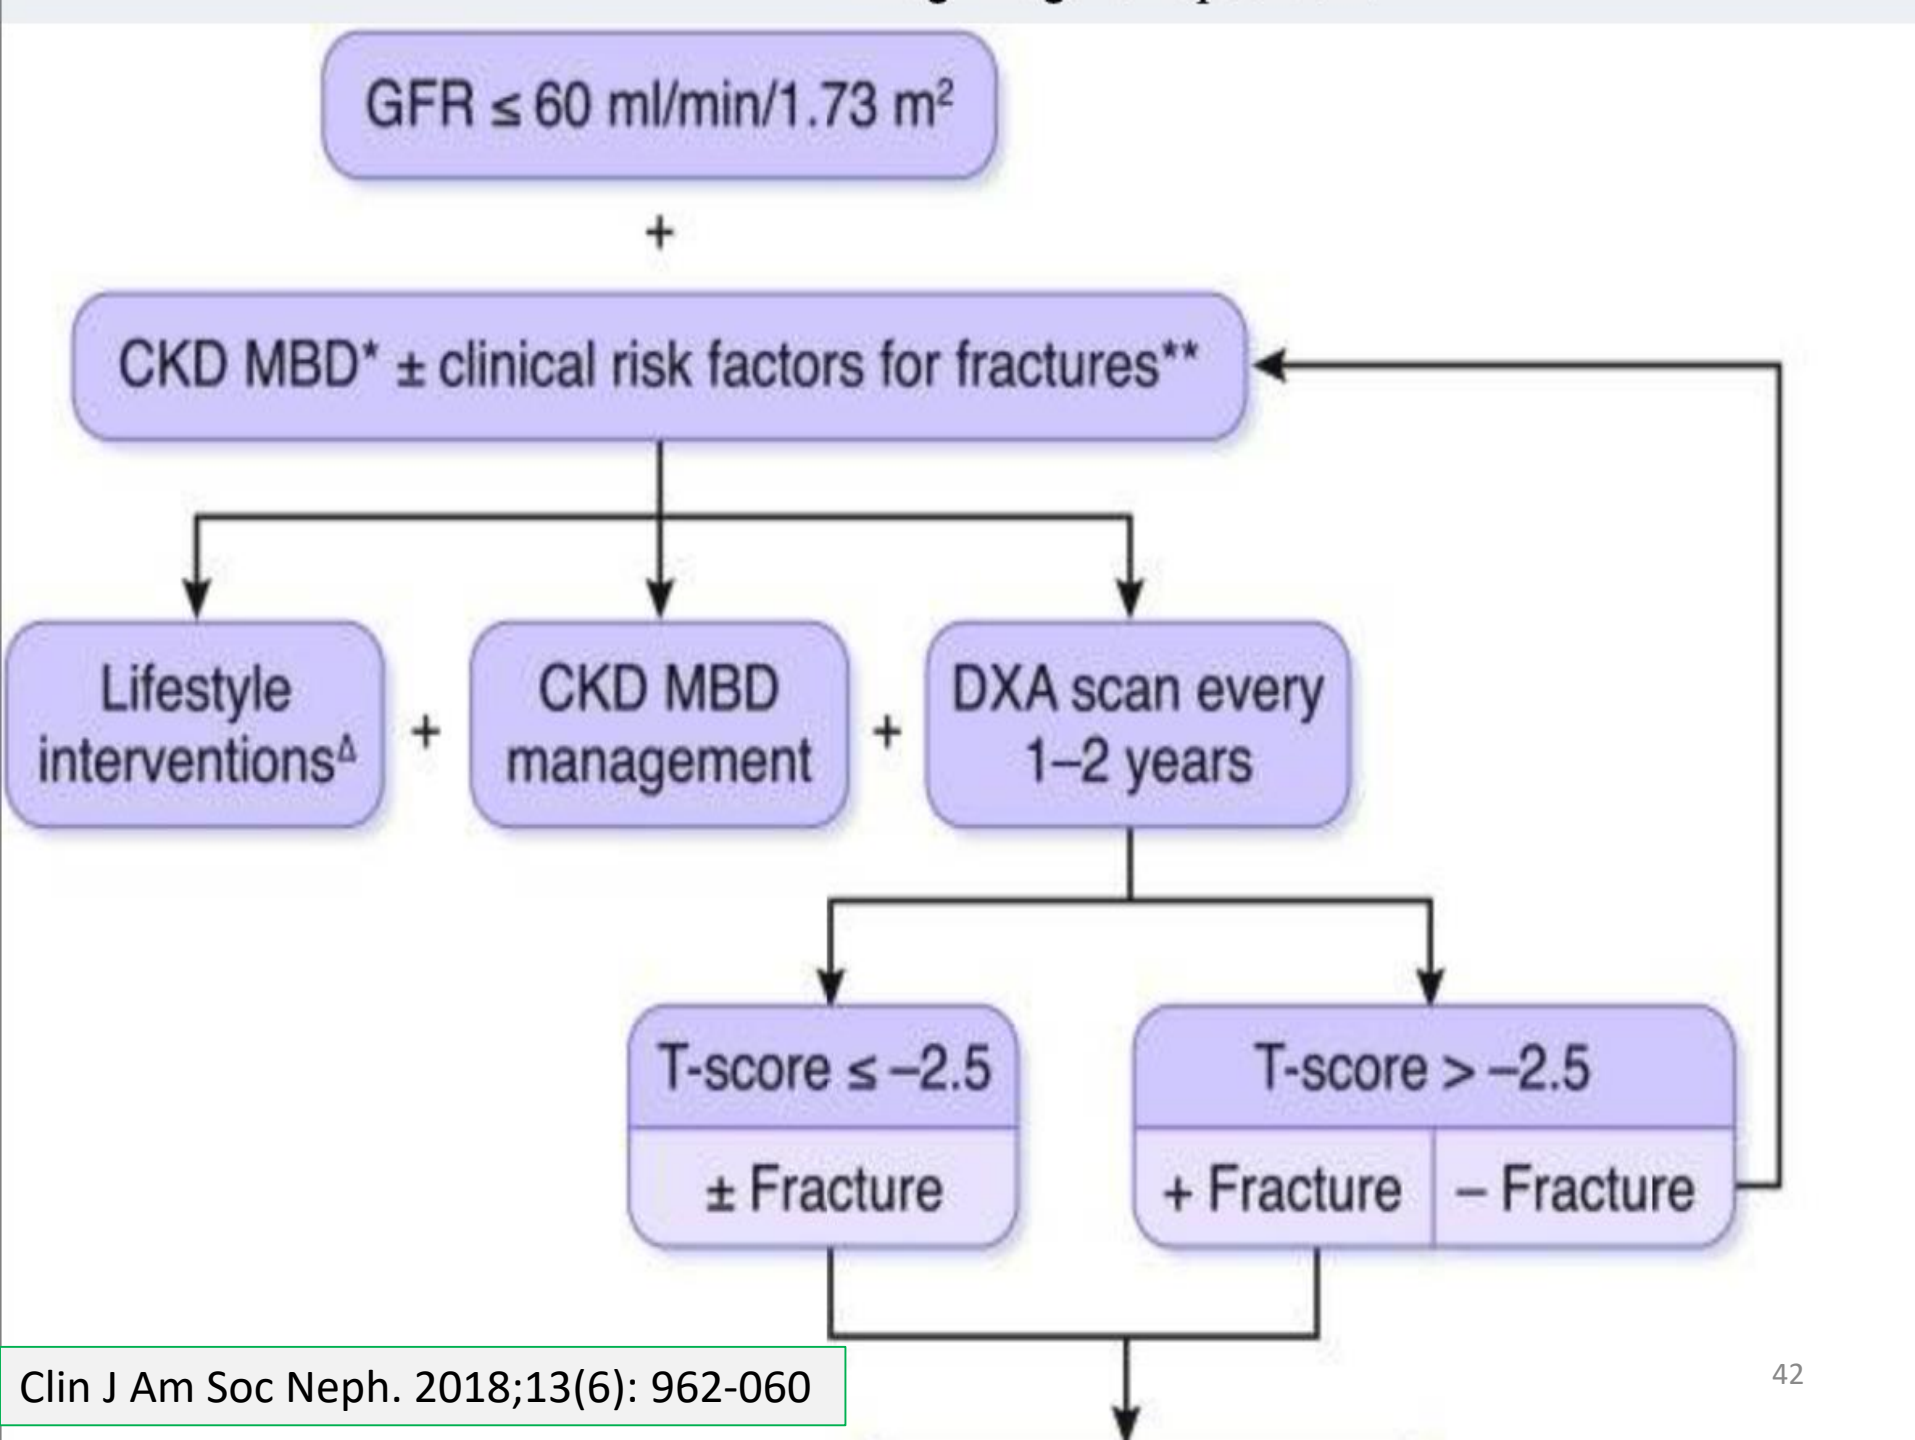 GFR ≤ 60 ml/min/1.73 m²
+
CKD MBD* ± clinical risk factors for fractures**
Lifestyle
interventionsΔ
+
CKD MBD
management
+
DXA scan every
1–2 years
T-score ≤ –2.5
± Fracture
T-score > –2.5
+ Fracture
– Fracture
Clin J Am Soc Neph. 2018;13(6): 962-060
42